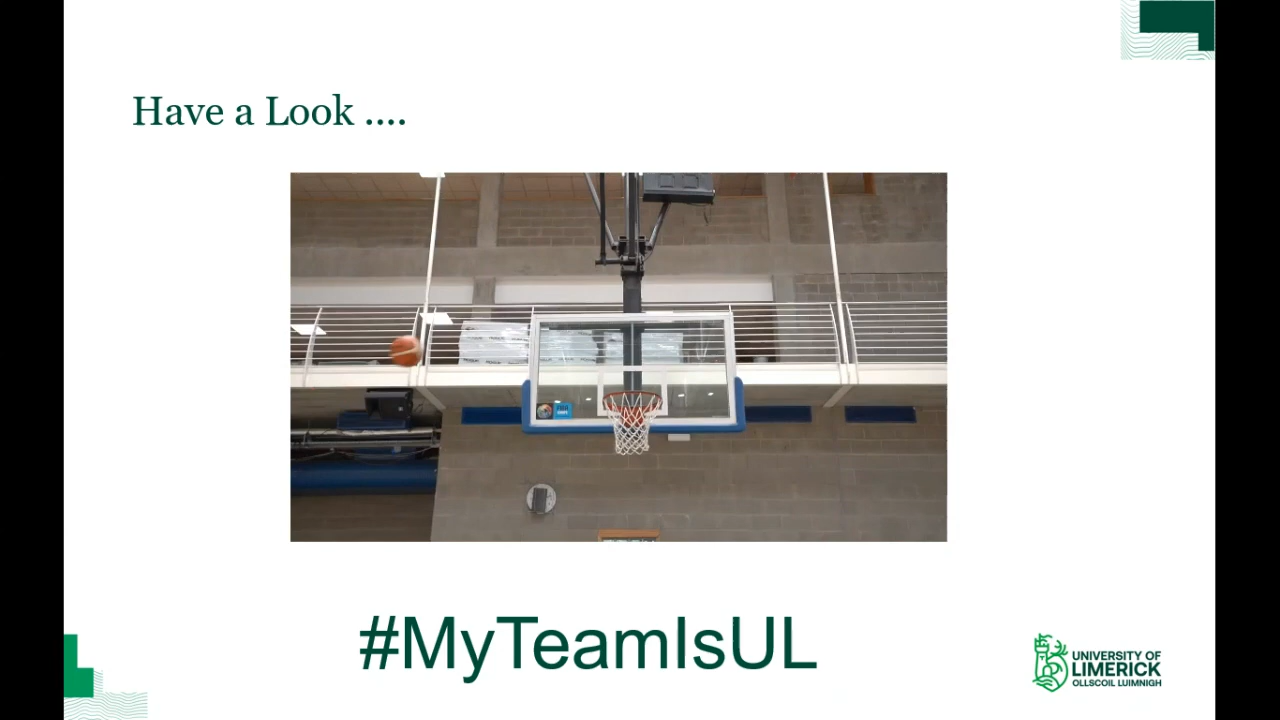 Have a Look ....
#MyTeamIsUL
UNIVERSITY OF
LIMERICK
OLLSCOIL LUIMNIGH